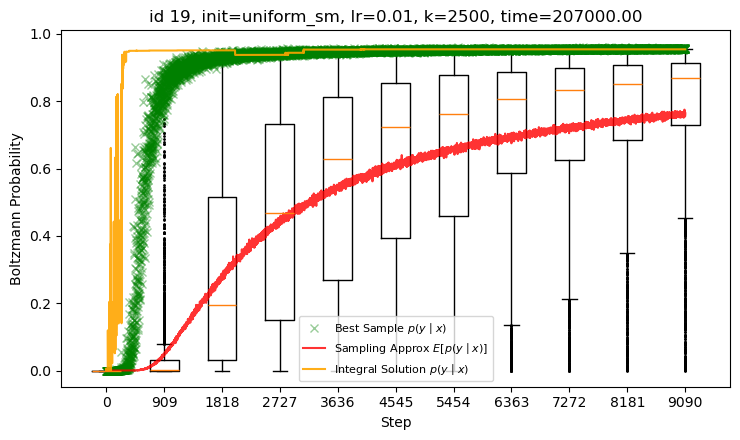 id 19, init=uniform_sm, lr=0.01, k=2500, time=207000.00
Boltzmann Probability
1.0
0.8
0.6
0.4
0.2
0.0
Best Sample p(y | x)
Sampling Approx E[p(y | x)]
Integral Solution p(y | x)
0 909 1818 2727 3636 4545 5454 6363 7272 8181 9090
Step